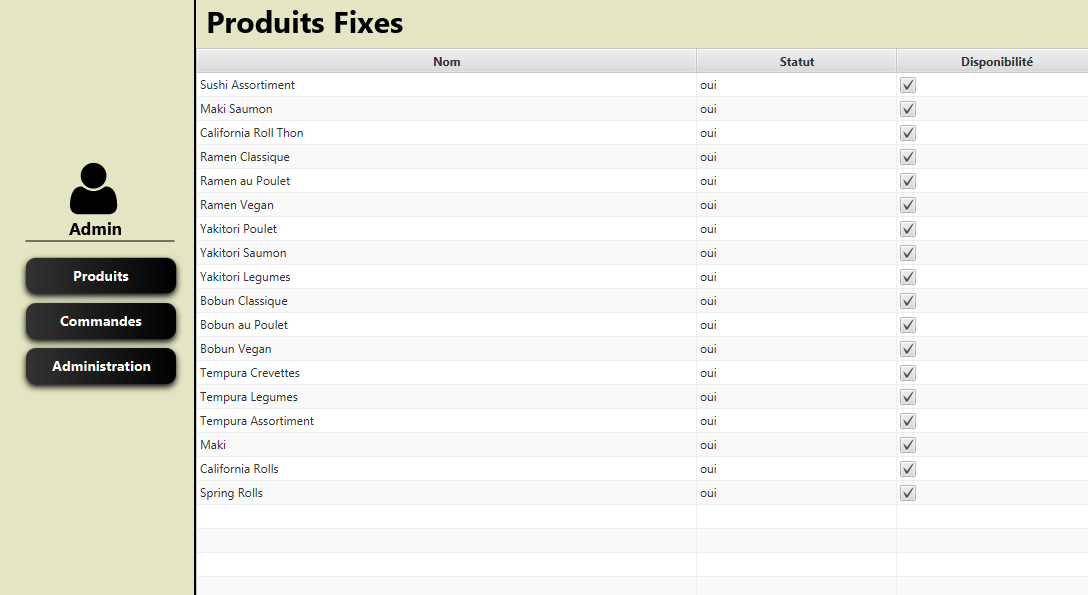 Produits Fixes
Admin
Produits
Commandes
Administration
Nom Statut Disponibilité
Sushi Assortiment oui
Maki Saumon oui
California Roll Thon oui
Ramen Classique oui
Ramen au Poulet oui
Ramen Vegan oui
Yakitori Poulet oui
Yakitori Saumon oui
Yakitori Legumes oui
Bobun Classique oui
Bobun au Poulet oui
Bobun Vegan oui
Tempura Crevettes oui
Tempura Legumes oui
Tempura Assortiment oui
Maki oui
California Rolls oui
Spring Rolls oui